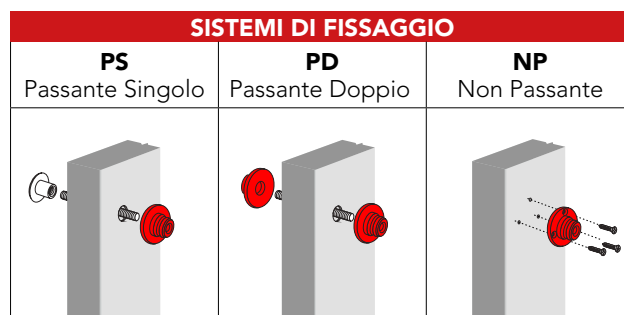 SISTEMI DI FISSAGGIO
PS
Passante Singolo
PD
Passante Doppio
NP
Non Passante